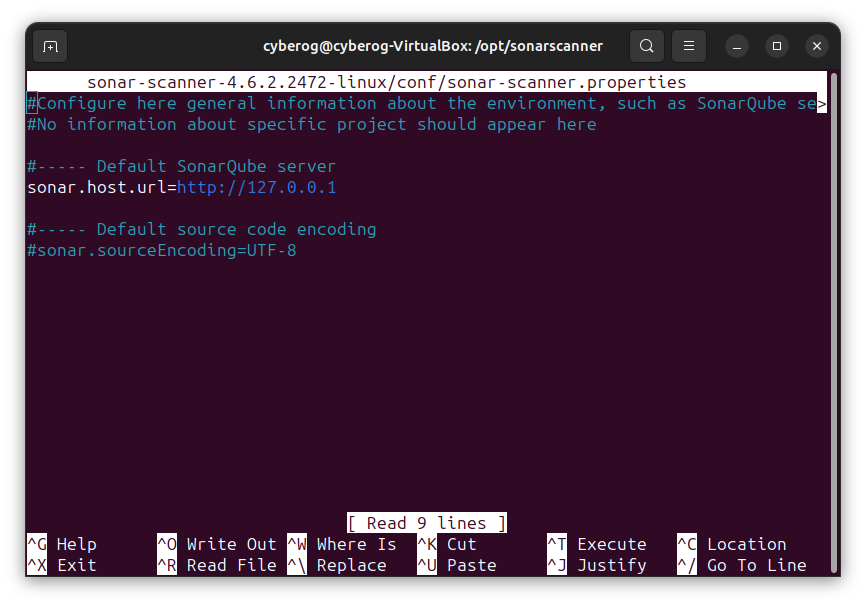 cyberog@cyberog-VirtualBox: /opt/sonarscanner
sonar-scanner-4.6.2.2472-linux/conf/sonar-scanner.properties
#Configure here general information about the environment, such as SonarQube se>
#No information about specific project should appear here
#----- Default SonarQube server
sonar.host.url=http://127.0.0.1
#----- Default source code encoding
#sonar.sourceEncoding=UTF-8
[ Read 9 lines ]
^G Help ^O Write Out ^W Where Is ^K Cut ^T Execute ^C Location
^X Exit ^R Read File ^\ Replace ^U Paste ^J Justify ^/ Go To Line